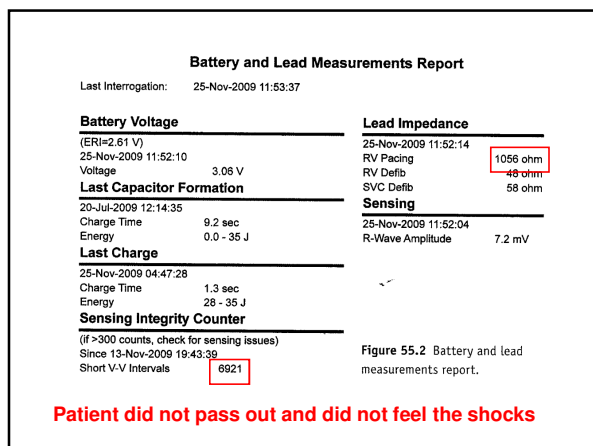 Battery and Lead Measurements Report
Last Interrogation: 25-Nov-2009 11:53:37
Battery Voltage
(ERI=2.61 V)
25-Nov-2009 11:52:10
Voltage 3.06 V
Last Capacitor Formation
20-Jul-2009 12:14:35
Charge Time 9.2 sec
Energy 0.0 - 35 J
Last Charge
25-Nov-2009 04:47:28
Charge Time 1.3 sec
Energy 28 - 35 J
Sensing Integrity Counter
(if >300 counts, check for sensing issues)
Since 13-Nov-2009 19:43:39
Short V-V Intervals 6921
Lead Impedance
25-Nov-2009 11:52:14
RV Pacing 1056 ohm
RV Defib 48 ohm
SVC Defib 58 ohm
Sensing
25-Nov-2009 11:52:04
R-Wave Amplitude 7.2 mV
Figure 55.2 Battery and lead
measurements report.
Patient did not pass out and did not feel the shocks